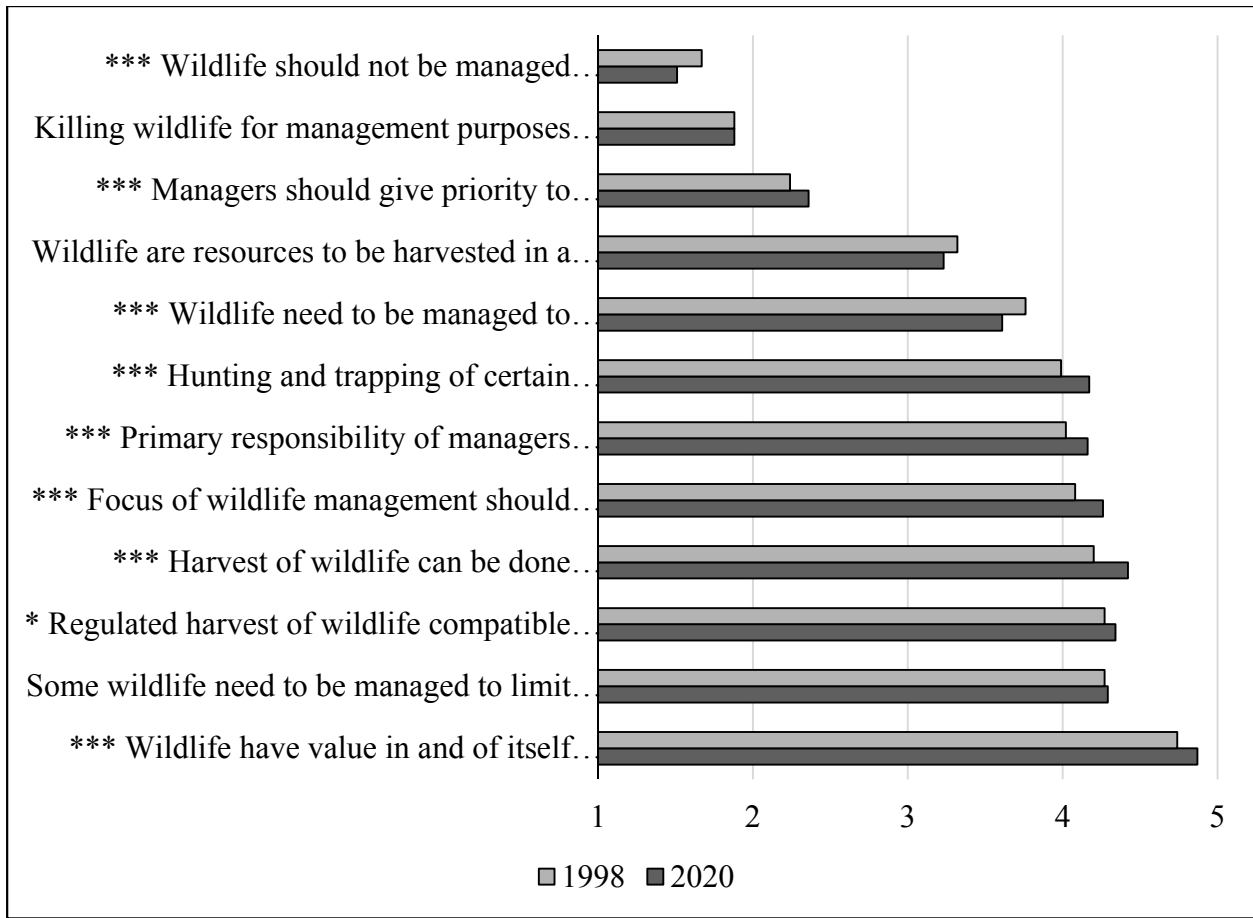 *** Wildlife should not be managed…
Killing wildlife for management purposes…
*** Managers should give priority to…
Wildlife are resources to be harvested in a…
*** Wildlife need to be managed to…
*** Hunting and trapping of certain…
*** Primary responsibility of managers…
*** Focus of wildlife management should…
*** Harvest of wildlife can be done…
* Regulated harvest of wildlife compatible…
Some wildlife need to be managed to limit…
*** Wildlife have value in and of itself…
1 2 3 4 5
1998 2020